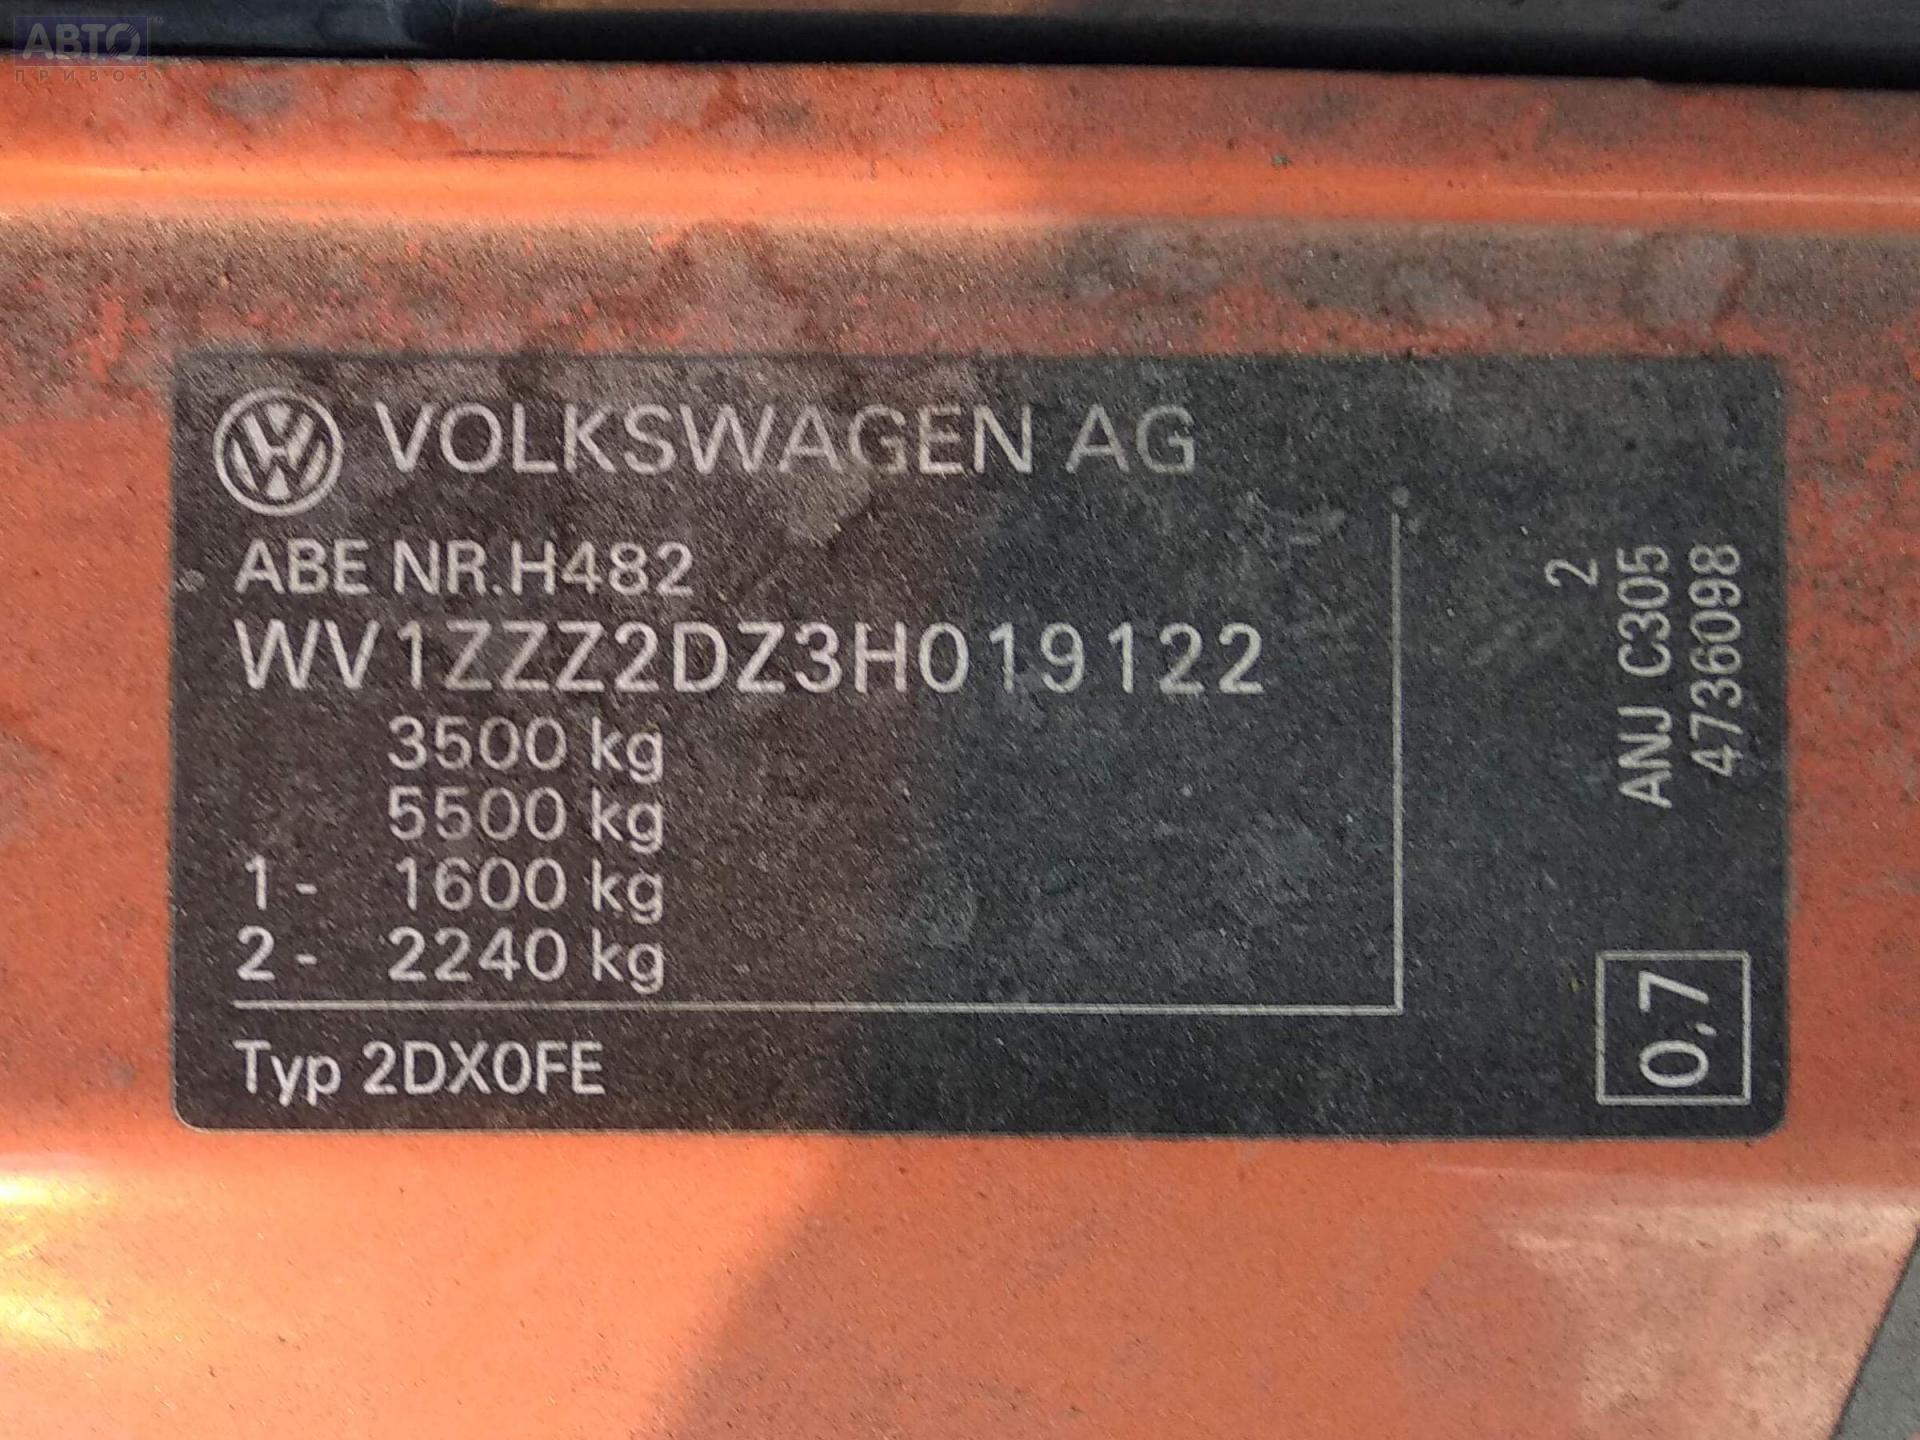 АВТО
ПРИВОЗ
VOLKSWAGEN AG
ABE NR.H482
WV1ZZZ2DZ3H019122
3500 kg
5500 kg
1 - 1600 kg
2 - 2240 kg
Typ 2DX0FE
2
ANJ C305
4736098
0,7